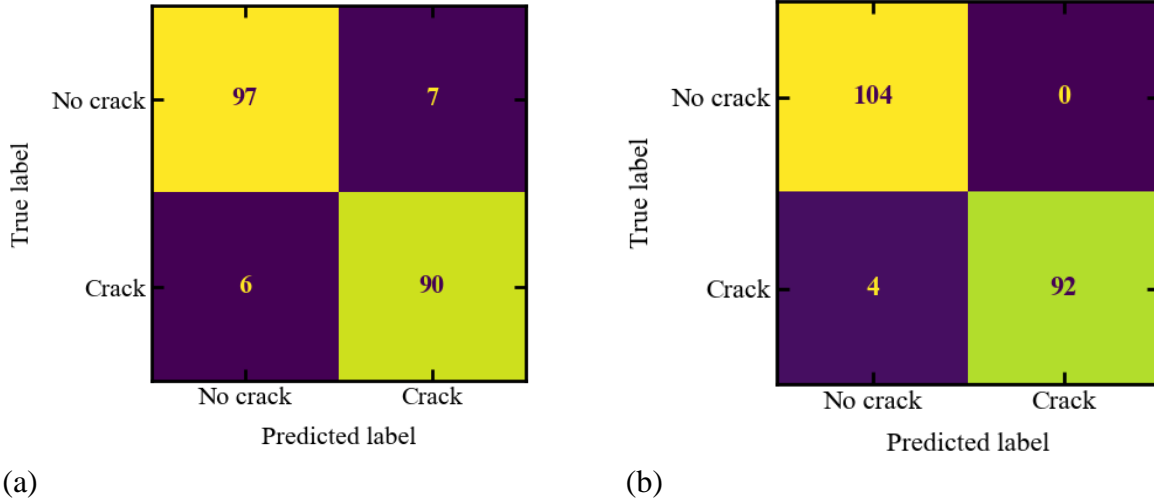 No crack
97
7
Crack
6
90
True label
No crack
Crack
Predicted label
(a)
No crack
104
0
Crack
4
92
True label
No crack
Crack
Predicted label
(b)